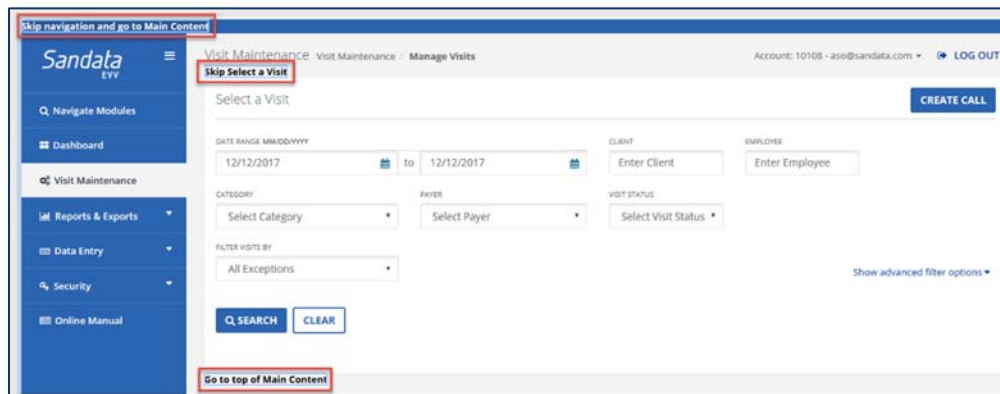 Skip navigation and go to Main Content
Sandata
EVV
Visit Maintenance Visit Maintenance / Manage Visits
Account: 10108 - aso@sandata.com
LOG OUT
Skip Select a Visit
Select a Visit
CREATE CALL
Navigate Modules
Dashboard
Visit Maintenance
Reports & Exports
Data Entry
Security
Online Manual
DATE RANGE MM/DD/YYYY
CLIENT
EMPLOYEE
12/12/2017 to 12/12/2017
Enter Client
Enter Employee
CATEGORY
PAYER
VISIT STATUS
Select Category
Select Payer
Select Visit Status
FILTER VISITS BY
All Exceptions
Show advanced filter options
SEARCH
CLEAR
Go to top of Main Content